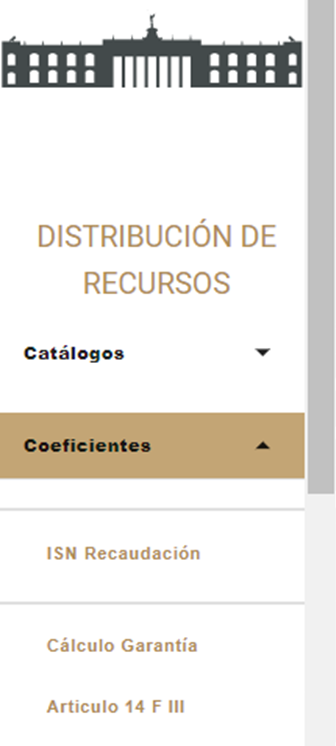 DISTRIBUCIÓN DE
RECURSOS
Catálogos
Coeficientes
ISN Recaudación
Cálculo Garantía
Articulo 14 F III